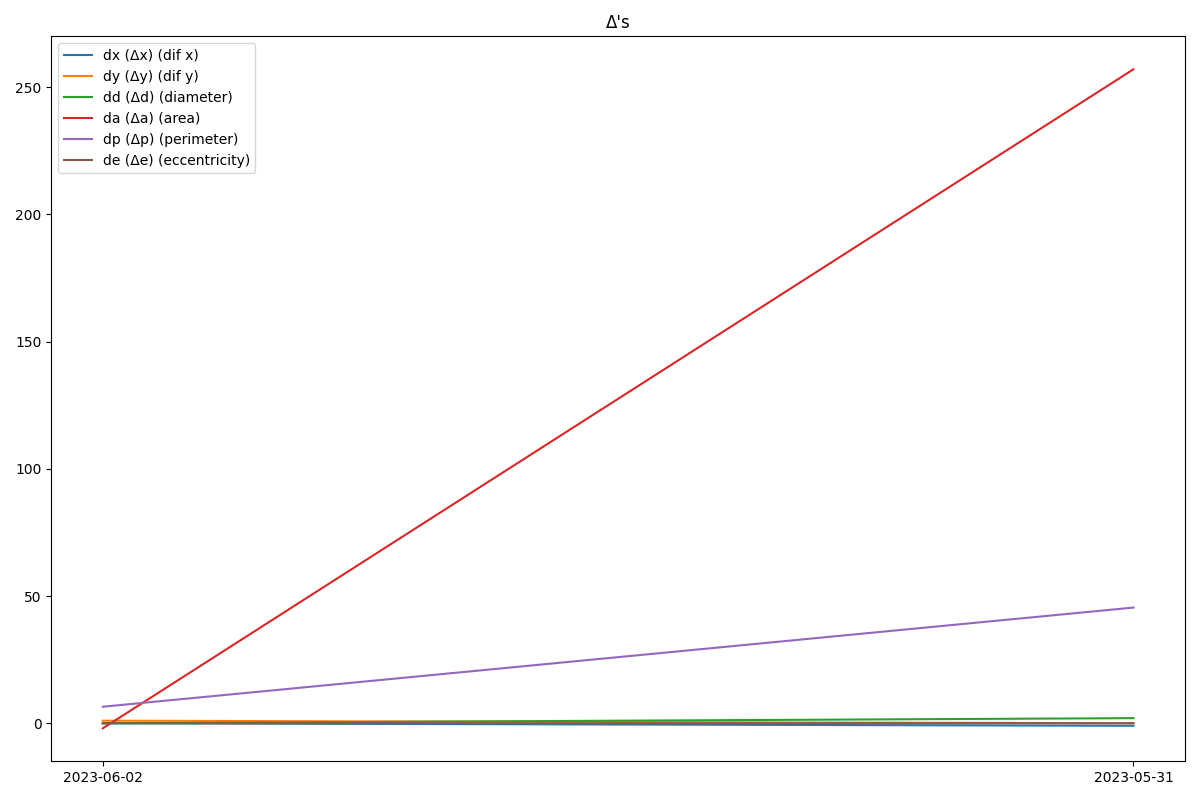 Δ's
dx (Δx) (dif x)
dy (Δy) (dif y)
dd (Δd) (diameter)
da (Δa) (area)
dp (Δp) (perimeter)
de (Δe) (eccentricity)
250
200
150
100
50
0
2023-06-02
2023-05-31